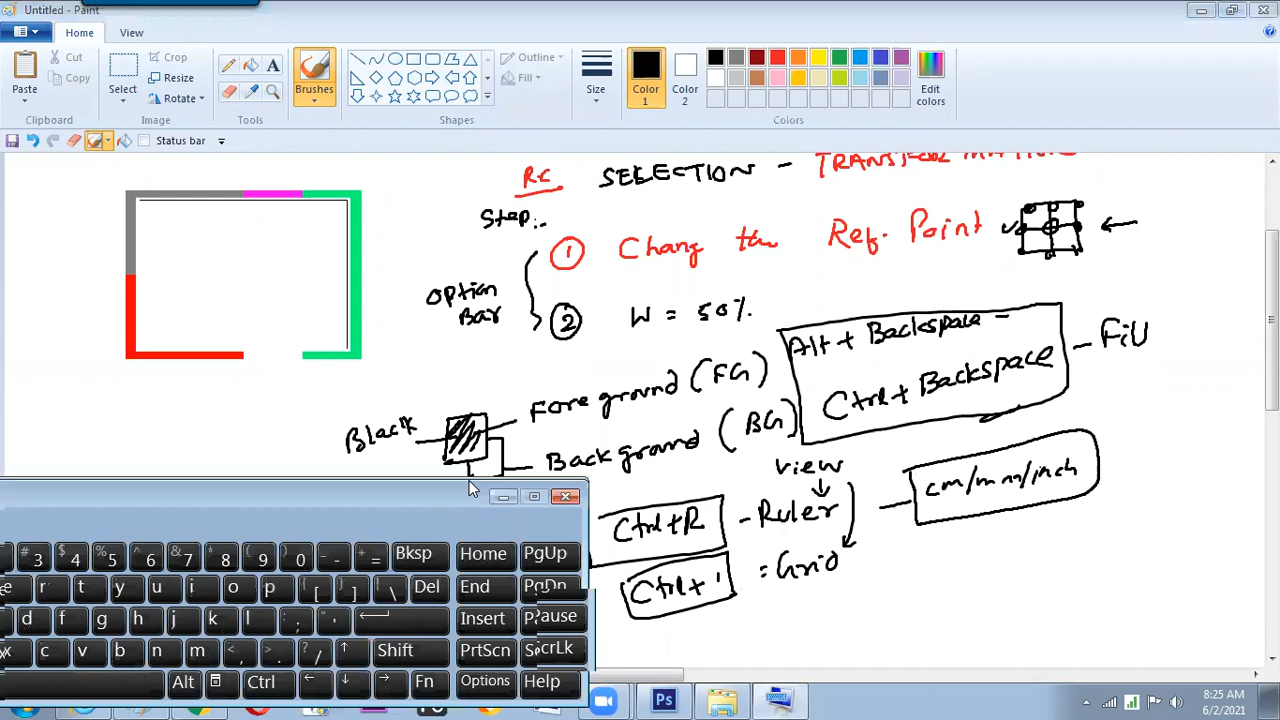 Untitled - Paint
Home
View
Paste
Cut
Copy
Clipboard
Select
Crop
Resize
Rotate
Image
Tools
Brushes
Outline
Fill
Shapes
Size
Color 1
Color 2
Edit colors
Colors
Status bar
SELECTION -
Step:-
① Chang the Ref. Point
Option Bar
② W = 50%
Alt + Backspace -
Ctrl + Backspace
- Fill
Fore ground (FG)
Black
Back ground (BG)
view
Ctrl+R - Ruler
cm/mm/inch
Ctrl+ ' = Grid
# 3 $ 4 % 5 ^ 6 & 7 * 8 ( 9 ) 0 _ - + = Bksp Home PgUp
e r t y u i o p { [ } ] | \ Del End PgDn
d f g h j k l : ; " ' Insert Pause
x c v b n m < , > . ? / ↑ Shift PrtScn ScrLk
Alt Ctrl ← ↓ → Fn Options Help
Ps
8:25 AM
6/2/2021